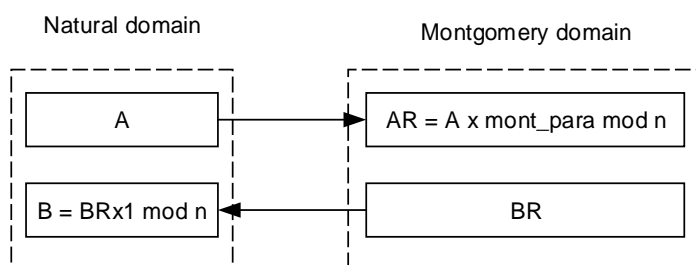 Natural domain
Montgomery domain
A
AR = A x mont_para mod n
B = BRx1 mod n
BR